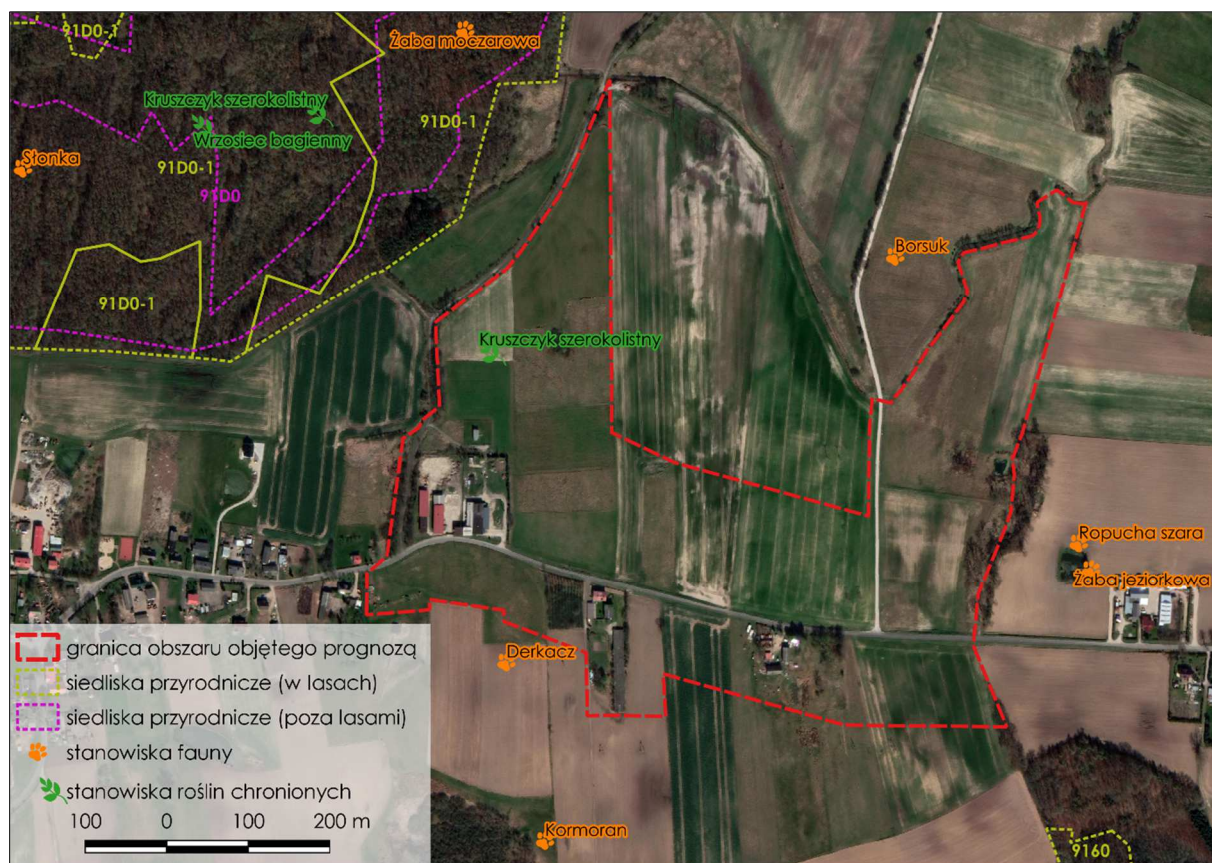 91D0-1
Żaba moczarowa
Kruszczyk szerokolistny
91D0-1
Wrzosiec bagienny
Słonka
91D0-1
91D0
Borsuk
91D0-1
Kruszczyk szerokolistny
Ropucha szara
Żaba jeziorkowa
Derkacz
granica obszaru objętego prognozą
siedliska przyrodnicze (w lasach)
siedliska przyrodnicze (poza lasami)
stanowiska fauny
stanowiska roślin chronionych
100 0 100 200 m
Kormoran
9160